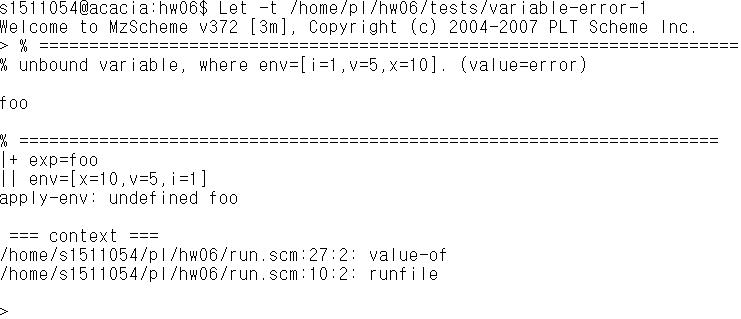 s1511054@acacia:hw06$ Let -t /home/pl/hw06/tests/variable-error-1
Welcome to MzScheme v372 [3m], Copyright (c) 2004-2007 PLT Scheme Inc.
> % ======================================================================
% unbound variable, where env=[i=1,v=5,x=10]. (value=error)
foo
% ======================================================================
|+ exp=foo
|| env=[x=10,v=5,i=1]
apply-env: undefined foo
=== context ===
/home/s1511054/pl/hw06/run.scm:27:2: value-of
/home/s1511054/pl/hw06/run.scm:10:2: runfile
>